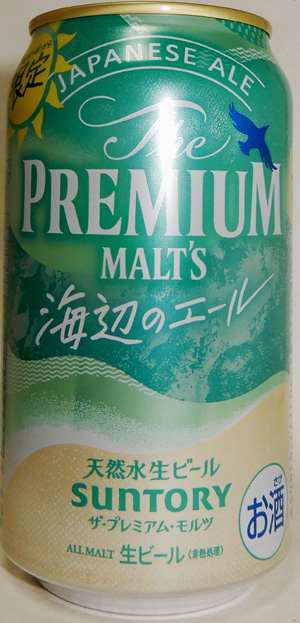 限定
JAPANESE ALE
The
PREMIUM
MALT'S
海辺のエール
天然水生ビール
SUNTORY
ザ・プレミアム・モルツ
ALL MALT 生ビール〈非熱処理〉
さけ
お酒